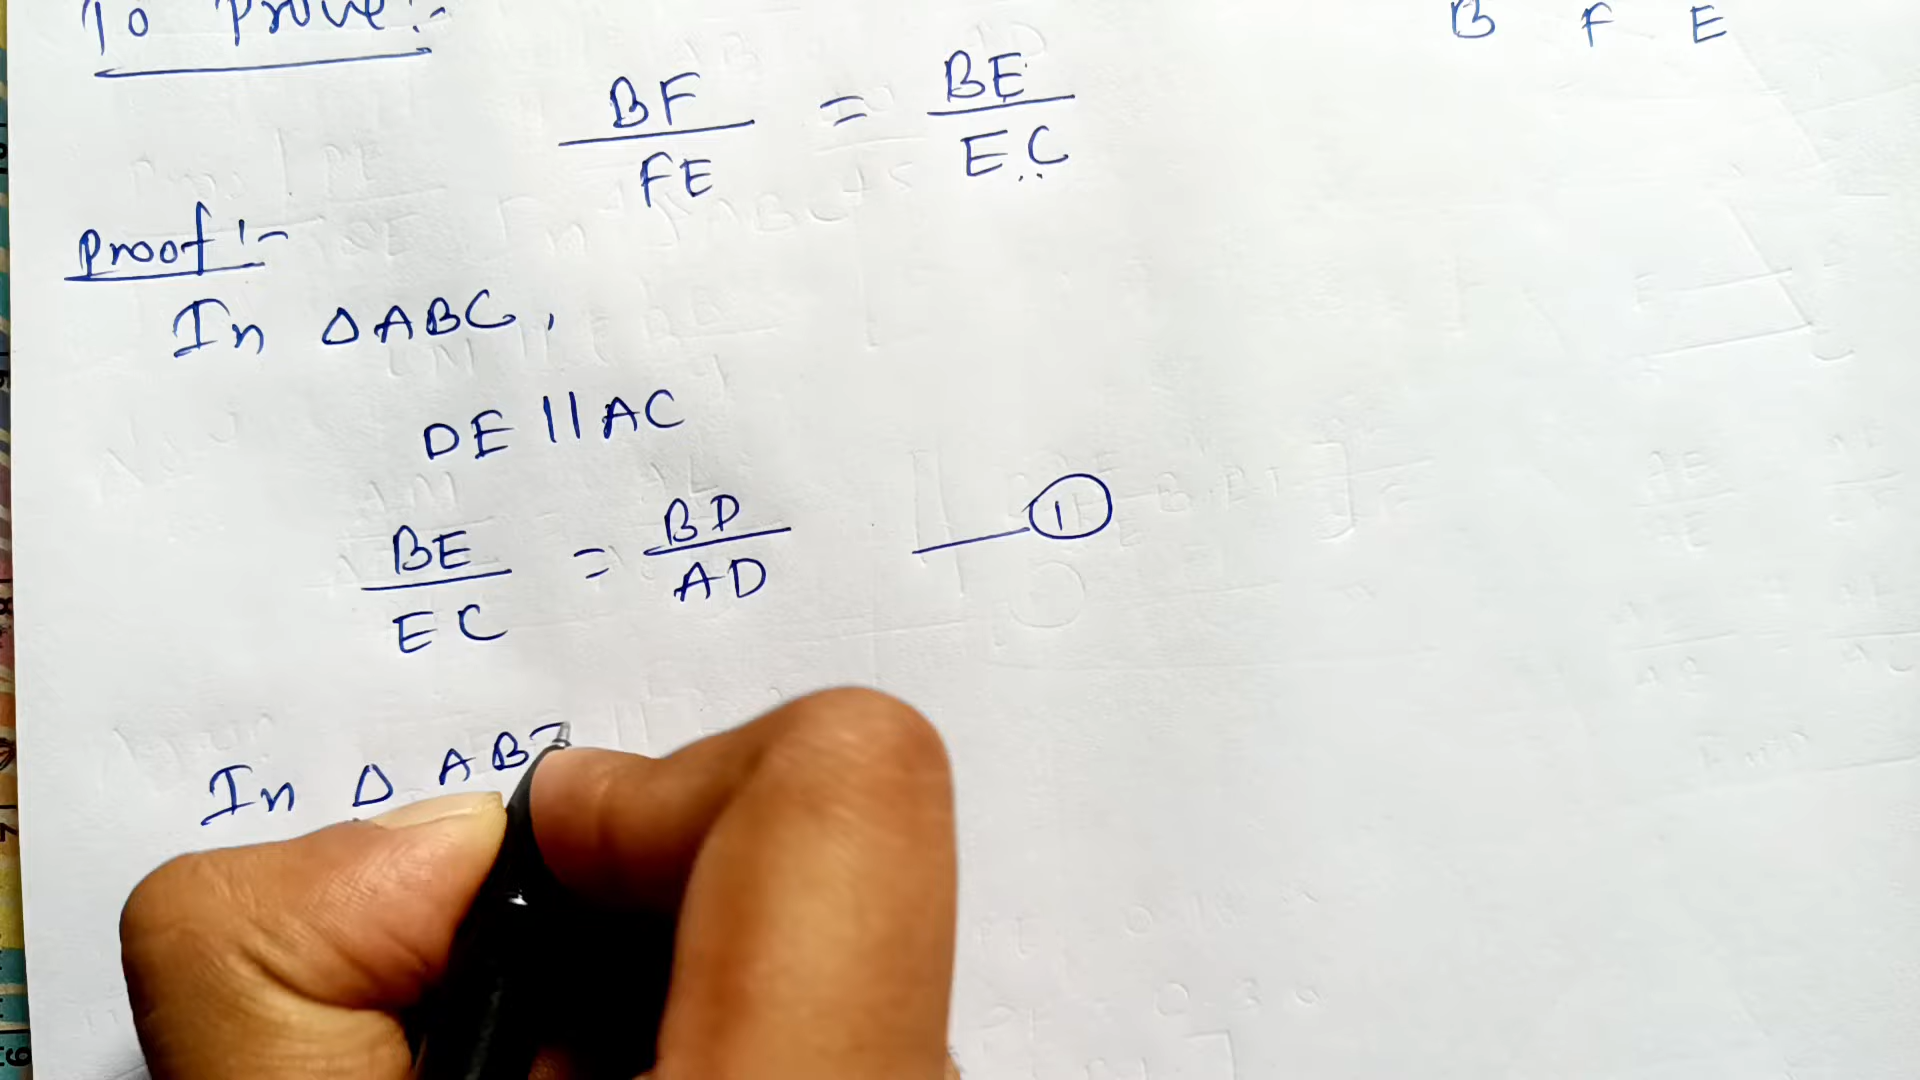 To Prove:-
B F E
BF/FE = BE/EC
Proof :-
In △ABC,
DE || AC
BE/EC = BD/AD —①
In △ AB